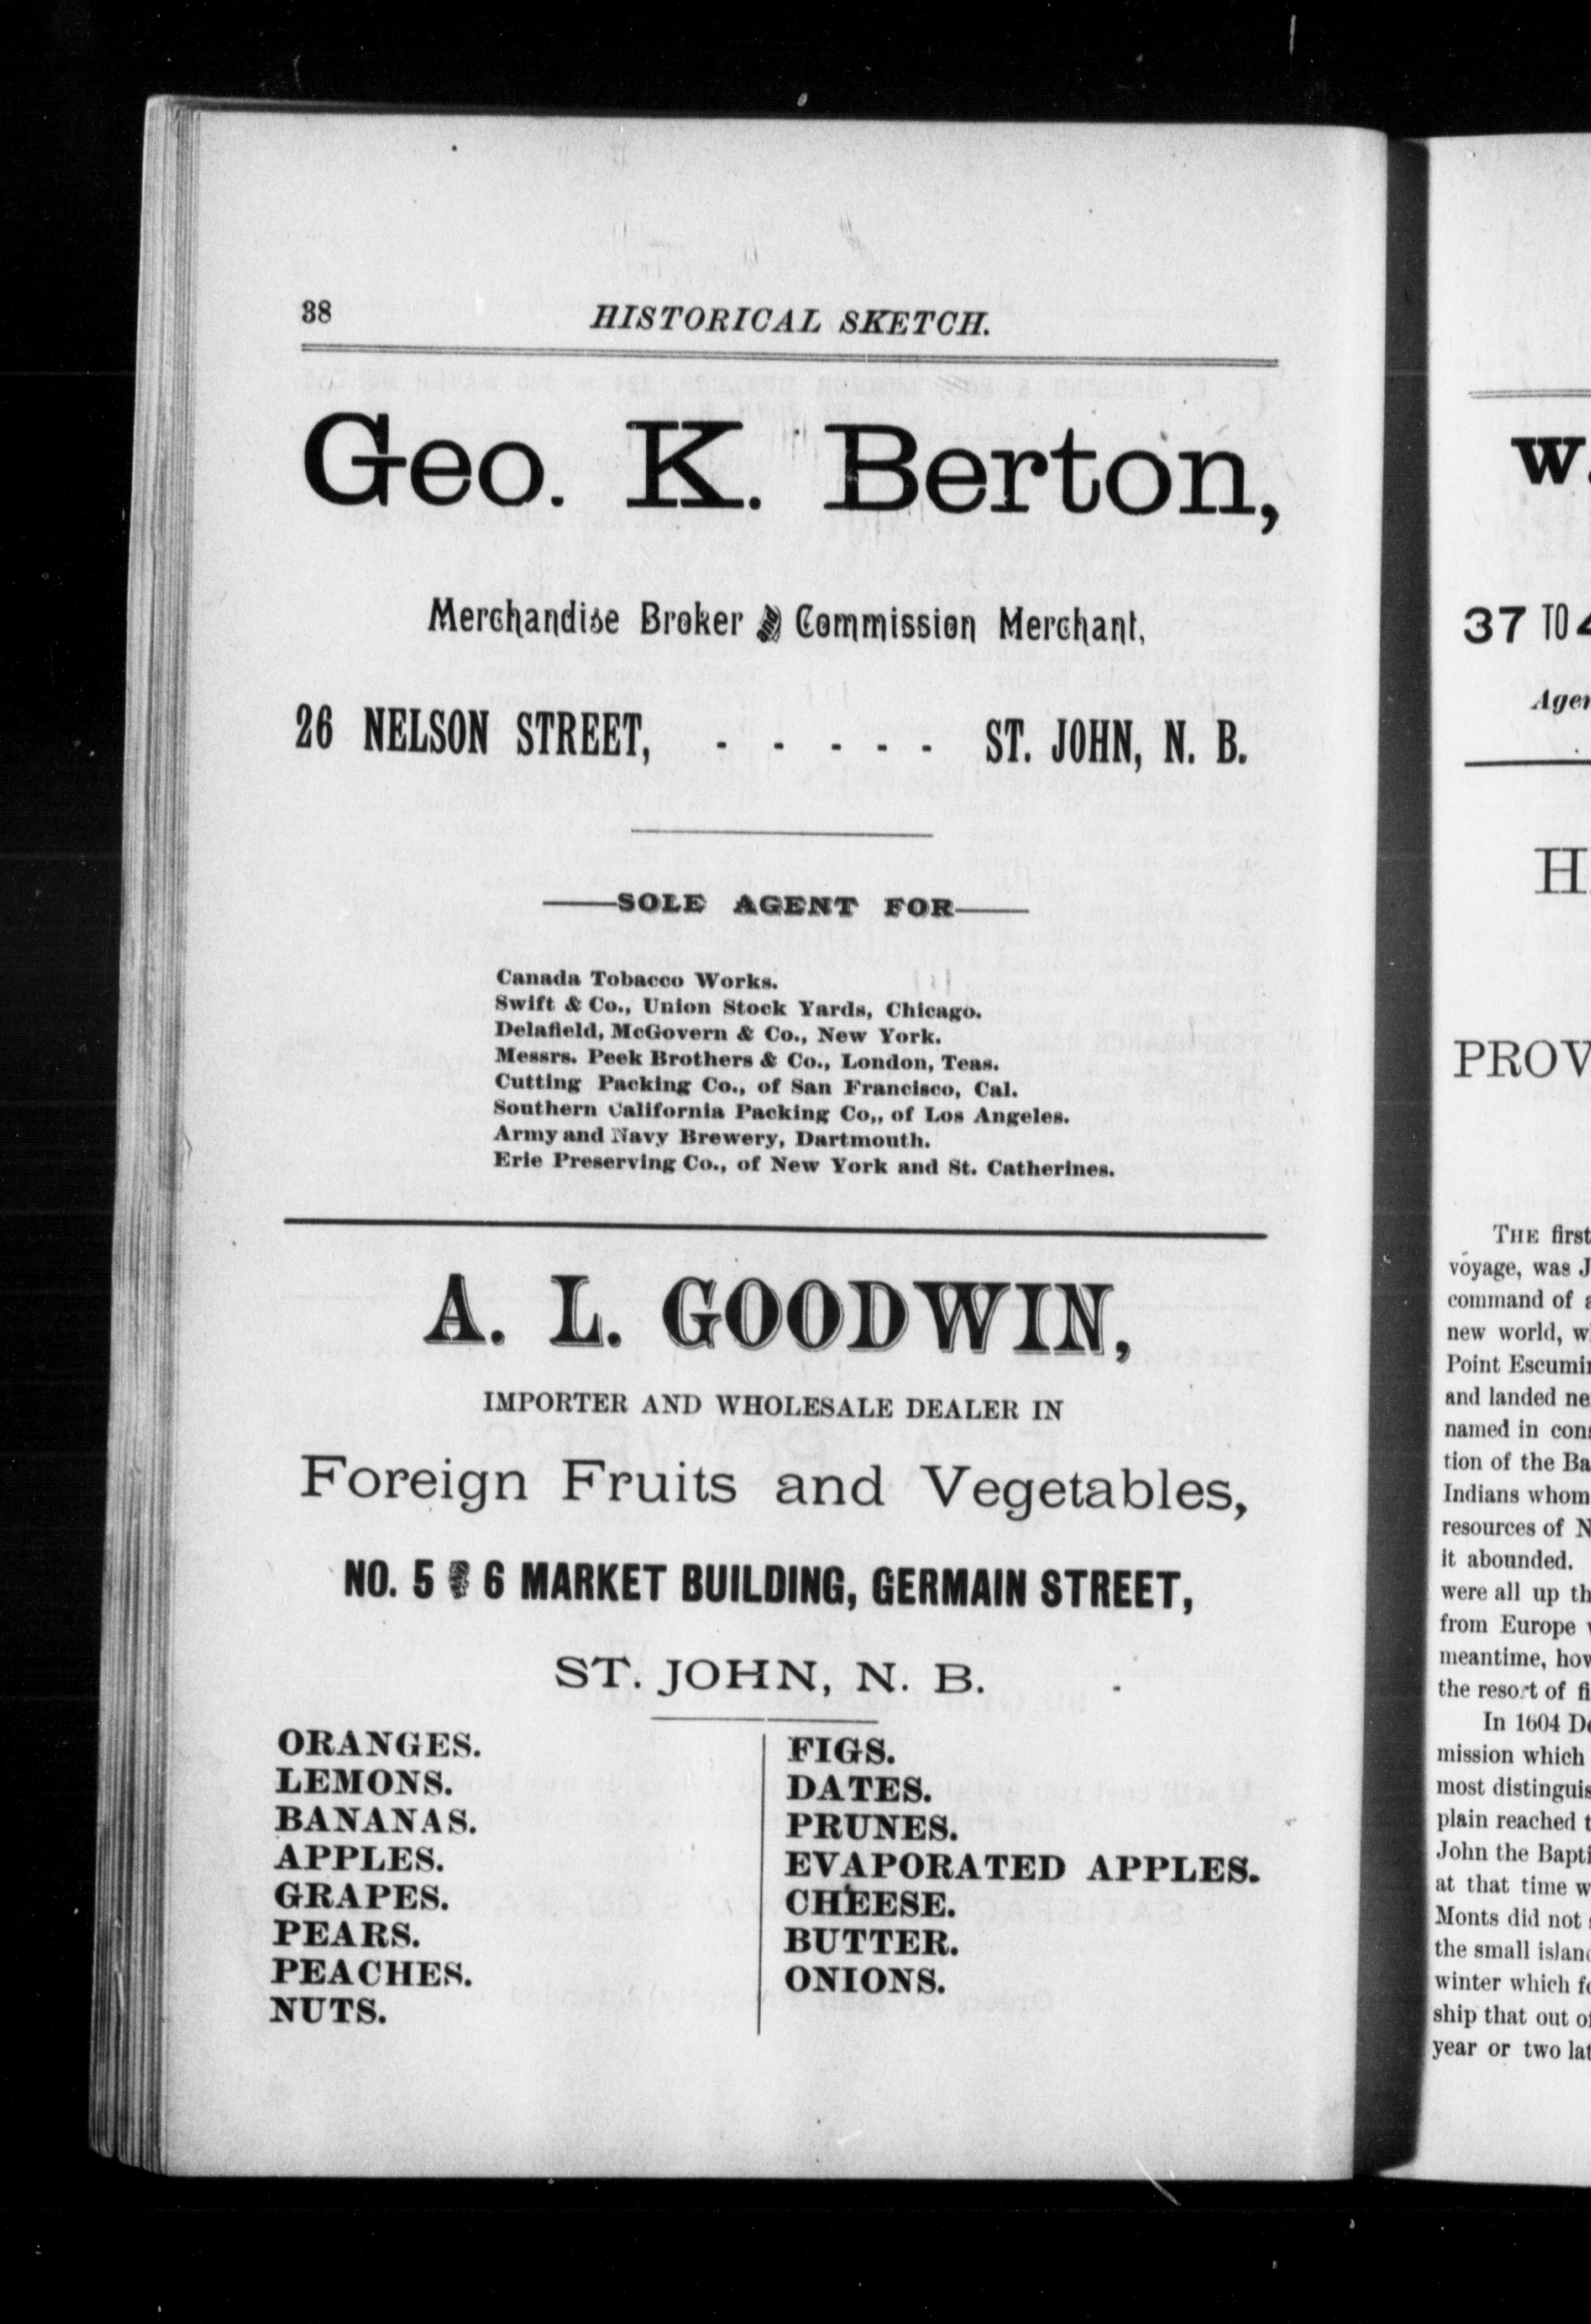 38
HISTORICAL SKETCH.
Geo. K. Berton,
Merchandise Broker & Commission Merchant,
26 NELSON STREET, - - - - - ST. JOHN, N. B.
——SOLE AGENT FOR——
Canada Tobacco Works.
Swift & Co., Union Stock Yards, Chicago.
Delafield, McGovern & Co., New York.
Messrs. Peek Brothers & Co., London, Teas.
Cutting Packing Co., of San Francisco, Cal.
Southern California Packing Co,, of Los Angeles.
Army and Navy Brewery, Dartmouth.
Erie Preserving Co., of New York and St. Catherines.
A. L. GOODWIN,
IMPORTER AND WHOLESALE DEALER IN
Foreign Fruits and Vegetables,
NO. 5 & 6 MARKET BUILDING, GERMAIN STREET,
ST. JOHN, N. B.
ORANGES.
LEMONS.
BANANAS.
APPLES.
GRAPES.
PEARS.
PEACHES.
NUTS.
FIGS.
DATES.
PRUNES.
EVAPORATED APPLES.
CHEESE.
BUTTER.
ONIONS.
W.
37 TO
PROV
THE first
voyage, was J
command of
new world, w
Point Escumi
and landed ne
named in cons
tion of the Ba
Indians whom
resources of N
it abounded.
were all up th
from Europe
meantime, how
the resort of fi
In 1604 De
mission which
most distinguis
plain reached t
John the Bapti
at that time w
Monts did not
the small island
winter which fo
ship that out of
year or two lat